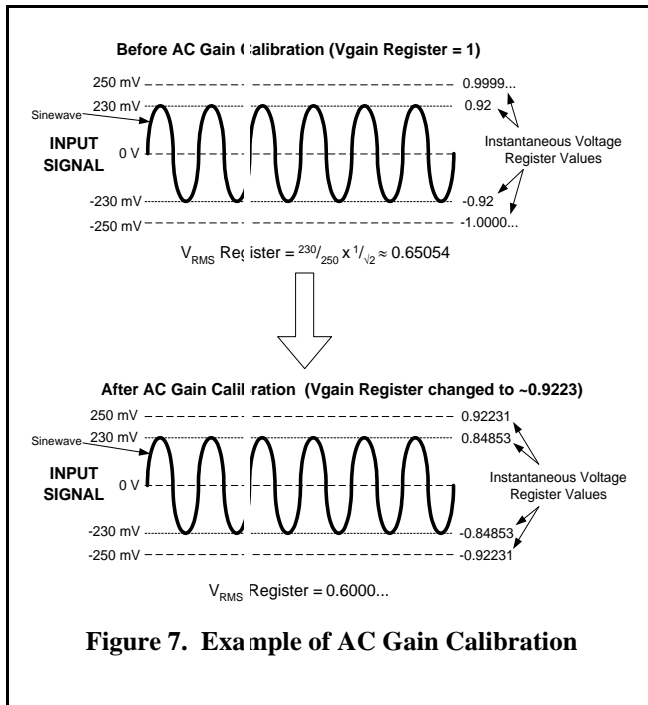 Before AC Gain Calibration (Vgain Register = 1)
250 mV
0.9999...
230 mV
0.92
Sinewave
INPUT
SIGNAL
0 V
Instantaneous Voltage
Register Values
-230 mV
-0.92
-250 mV
-1.0000...
VRMS Register = 230/250 x 1/√2 ≈ 0.65054
After AC Gain Calibration (Vgain Register changed to ~0.9223)
250 mV
0.92231
230 mV
0.84853
Sinewave
INPUT
SIGNAL
0 V
Instantaneous Voltage
Register Values
-230 mV
-0.84853
-250 mV
-0.92231
VRMS Register = 0.6000...
Figure 7. Example of AC Gain Calibration